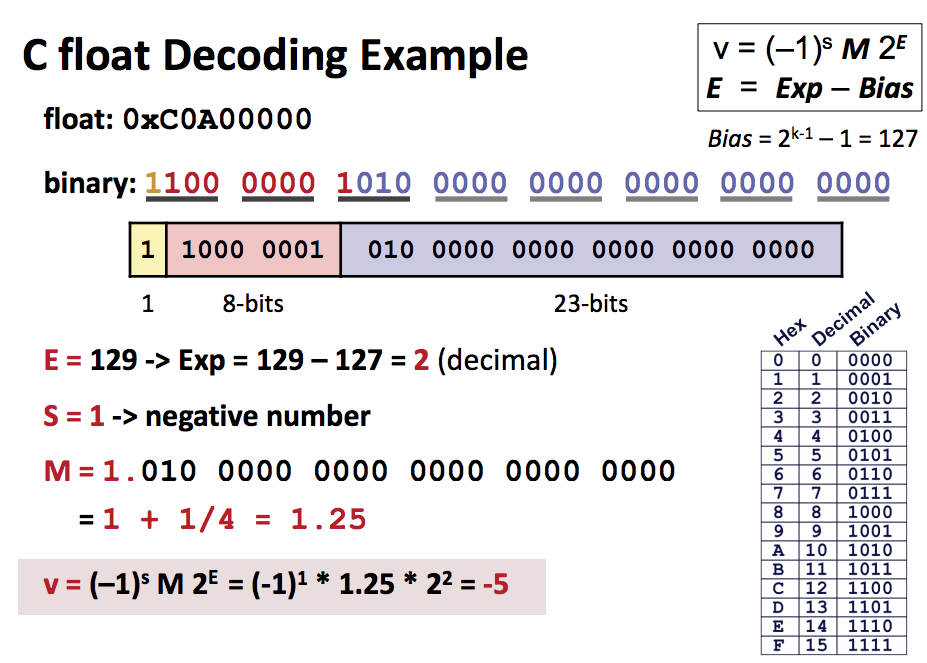 C float Decoding Example
v = (–1)ˢ M 2ᴱ
E = Exp – Bias
Bias = 2ᵏ⁻¹ – 1 = 127
float: 0xC0A00000
binary: 1100 0000 1010 0000 0000 0000 0000 0000
1 1000 0001 010 0000 0000 0000 0000 0000
1 8-bits 23-bits
E = 129 -> Exp = 129 – 127 = 2 (decimal)
S = 1 -> negative number
M = 1.010 0000 0000 0000 0000 0000
= 1 + 1/4 = 1.25
v = (–1)ˢ M 2ᴱ = (-1)¹ * 1.25 * 2² = -5
Hex Decimal Binary
0 0 0000
1 1 0001
2 2 0010
3 3 0011
4 4 0100
5 5 0101
6 6 0110
7 7 0111
8 8 1000
9 9 1001
A 10 1010
B 11 1011
C 12 1100
D 13 1101
E 14 1110
F 15 1111